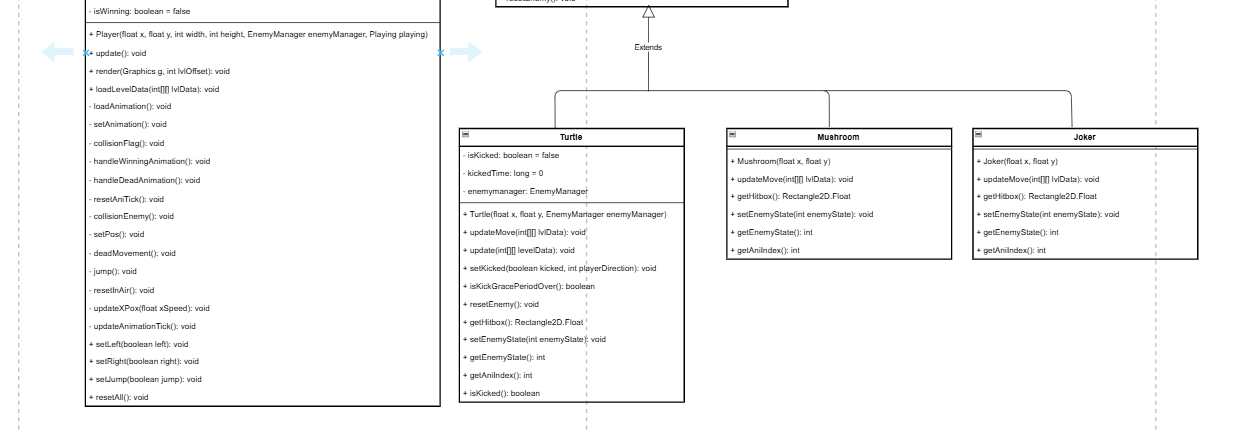 - isWinning: boolean = false
+ Player(float x, float y, int width, int height, EnemyManager enemyManager, Playing playing)
+ update(): void
+ render(Graphics g, int lvlOffset): void
+ loadLevelData(int[][] lvlData): void
- loadAnimation(): void
- setAnimation(): void
- collisionFlag(): void
- handleWinningAnimation(): void
- handleDeadAnimation(): void
- resetAniTick(): void
- collisionEnemy(): void
- setPos(): void
- deadMovement(): void
- jump(): void
- resetInAir(): void
- updateXPox(float xSpeed): void
- updateAnimationTick(): void
+ setLeft(boolean left): void
+ setRight(boolean right): void
+ setJump(boolean jump): void
+ resetAll(): void
Extends
Turtle
- isKicked: boolean = false
- kickedTime: long = 0
- enemymanager: EnemyManager
+ Turtle(float x, float y, EnemyManager enemyManager)
+ updateMove(int[][] lvlData): void
+ update(int[][] levelData): void
+ setKicked(boolean kicked, int playerDirection): void
+ isKickGracePeriodOver(): boolean
+ resetEnemy(): void
+ getHitbox(): Rectangle2D.Float
+ setEnemyState(int enemyState): void
+ getEnemyState(): int
+ getAniIndex(): int
+ isKicked(): boolean
Mushroom
+ Mushroom(float x, float y)
+ updateMove(int[][] lvlData): void
+ getHitbox(): Rectangle2D.Float
+ setEnemyState(int enemyState): void
+ getEnemyState(): int
+ getAniIndex(): int
Joker
+ Joker(float x, float y)
+ updateMove(int[][] lvlData): void
+ getHitbox(): Rectangle2D.Float
+ setEnemyState(int enemyState): void
+ getEnemyState(): int
+ getAniIndex(): int